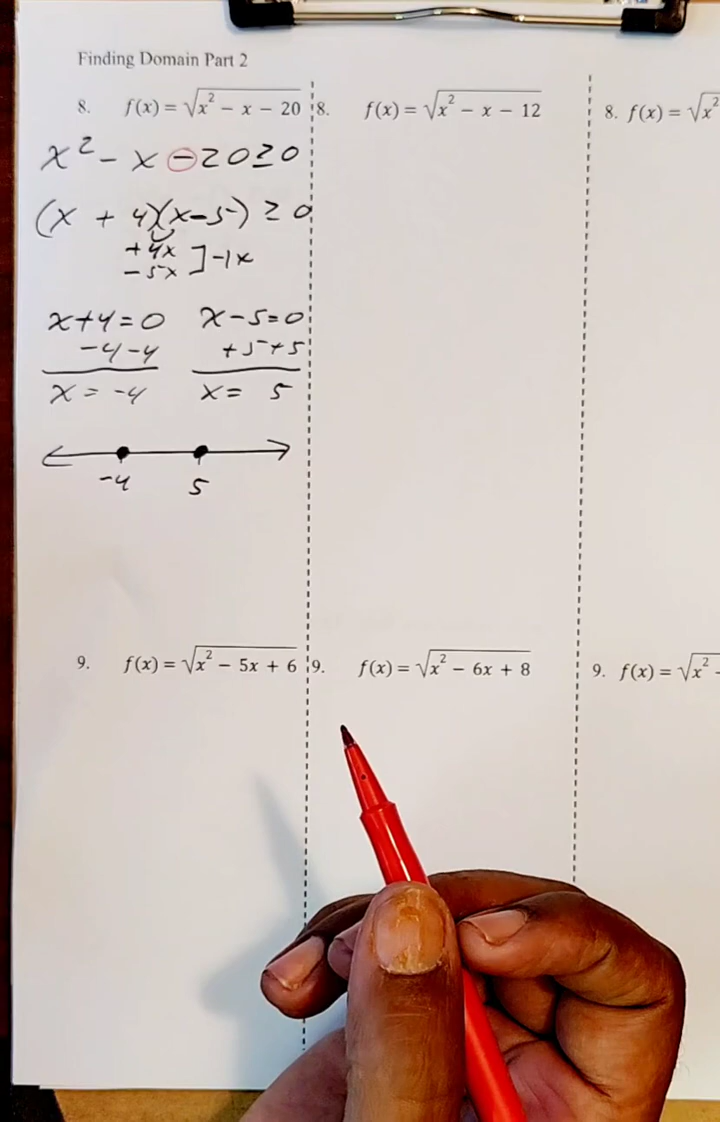 Finding Domain Part 2
8. f(x) = √x² − x − 20
x² − x − 20 ≥ 0
(x + 4)(x − 5) ≥ 0
+4x
−5x ] −1x
x+4=0 x−5=0
−4 −4 +5 +5
x = −4 x = 5
−4 5
9. f(x) = √x² − 5x + 6
8. f(x) = √x² − x − 12
9. f(x) = √x² − 6x + 8
8. f(x) = √x²
9. f(x) = √x² -